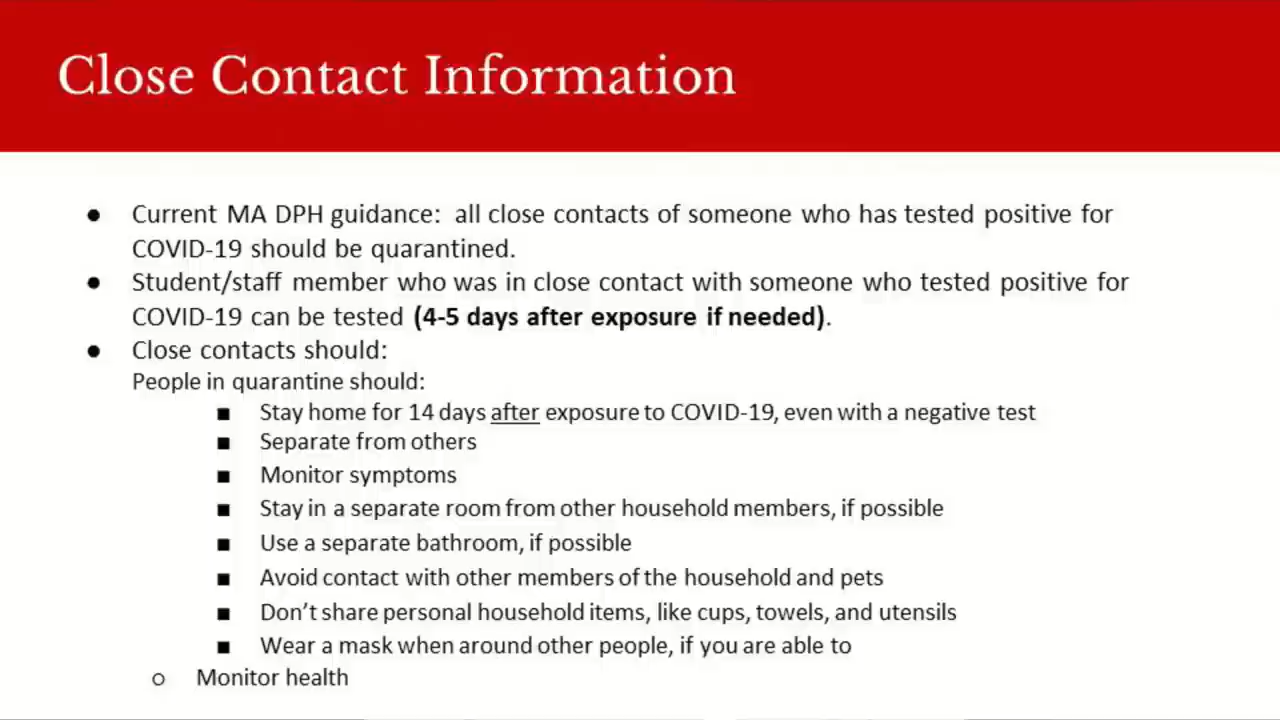 Close Contact Information
● Current MA DPH guidance: all close contacts of someone who has tested positive for
COVID-19 should be quarantined.
● Student/staff member who was in close contact with someone who tested positive for
COVID-19 can be tested (4-5 days after exposure if needed).
● Close contacts should:
People in quarantine should:
■ Stay home for 14 days after exposure to COVID-19, even with a negative test
■ Separate from others
■ Monitor symptoms
■ Stay in a separate room from other household members, if possible
■ Use a separate bathroom, if possible
■ Avoid contact with other members of the household and pets
■ Don’t share personal household items, like cups, towels, and utensils
■ Wear a mask when around other people, if you are able to
○ Monitor health